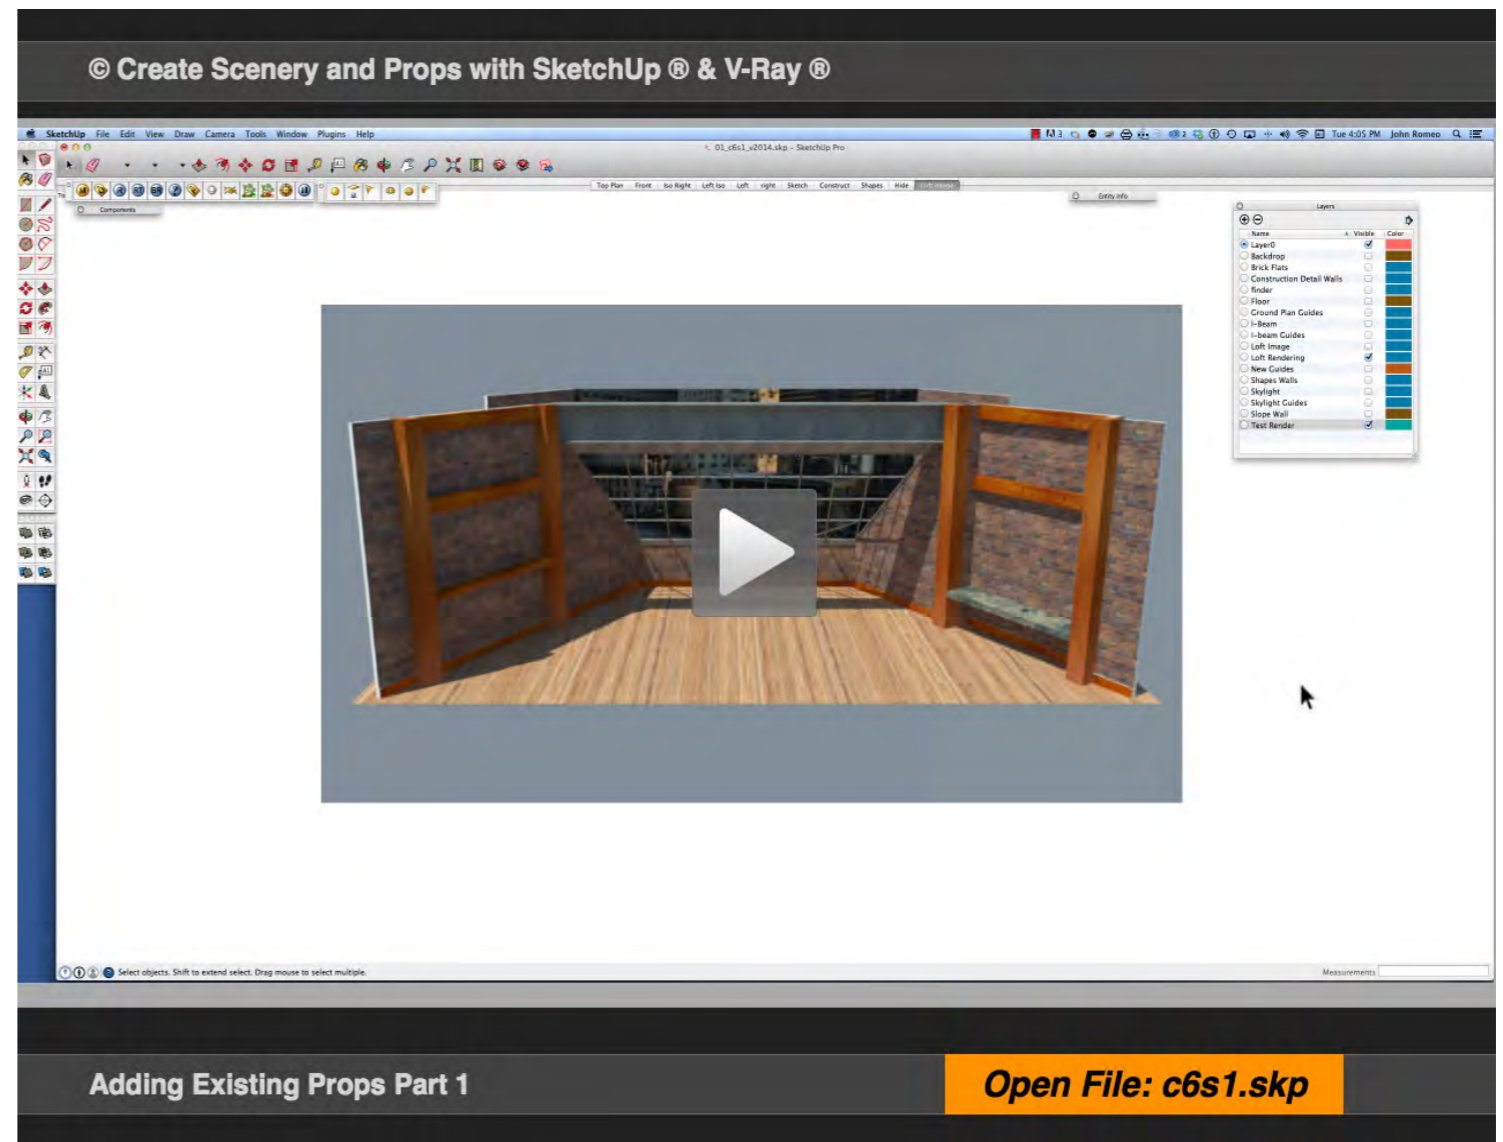 © Create Scenery and Props with SketchUp ® & V-Ray ®
SketchUp File Edit View Draw Camera Tools Window Plugins Help
Tue 4:05 PM John Romeo
01_c6s1_v2014.skp – SketchUp Pro
Top Plan Front Iso Right Left Iso Left right Sketch Construct Shapes Hide
Components
Entity Info
Layers
Name Visible Color
Layer0
Backdrop
Brick Flats
Construction Detail Walls
finder
Floor
Ground Plan Guides
I-Beam
I-beam Guides
Loft Image
Loft Rendering
New Guides
Shapes Walls
Skylight
Skylight Guides
Slope Wall
Test Render
Select objects. Shift to extend select. Drag mouse to select multiple.
Measurements
Adding Existing Props Part 1
Open File: c6s1.skp